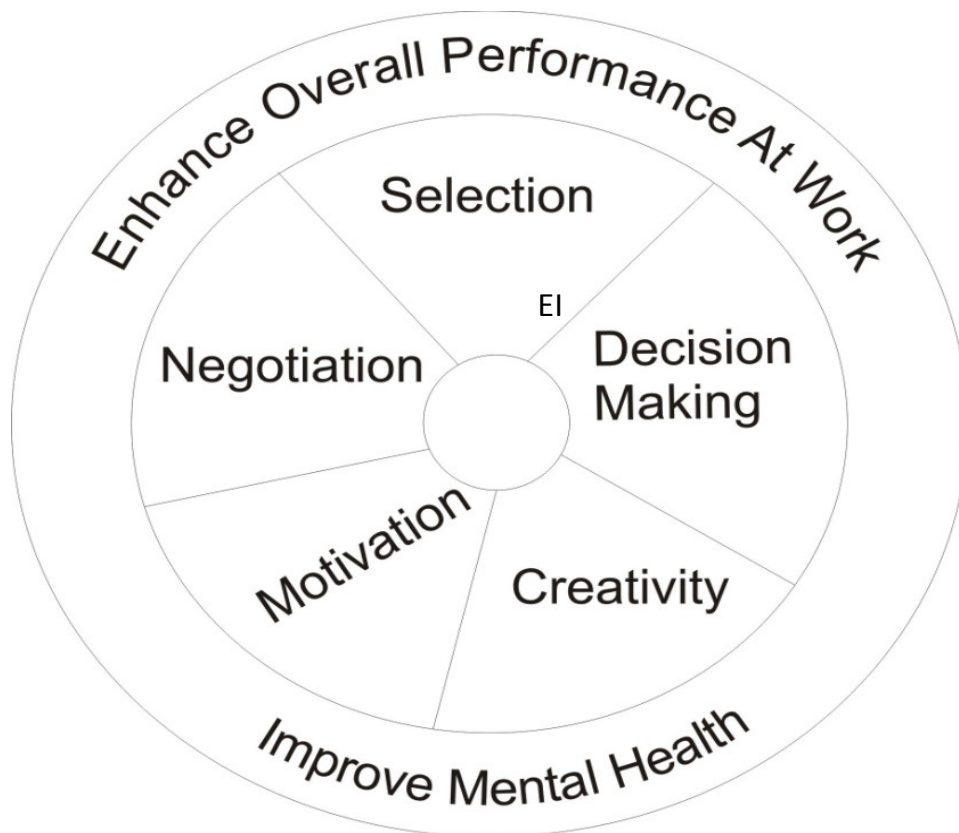 Enhance Overall Performance At Work
Selection
EI
Negotiation
Decision
Making
Motivation
Creativity
Improve Mental Health